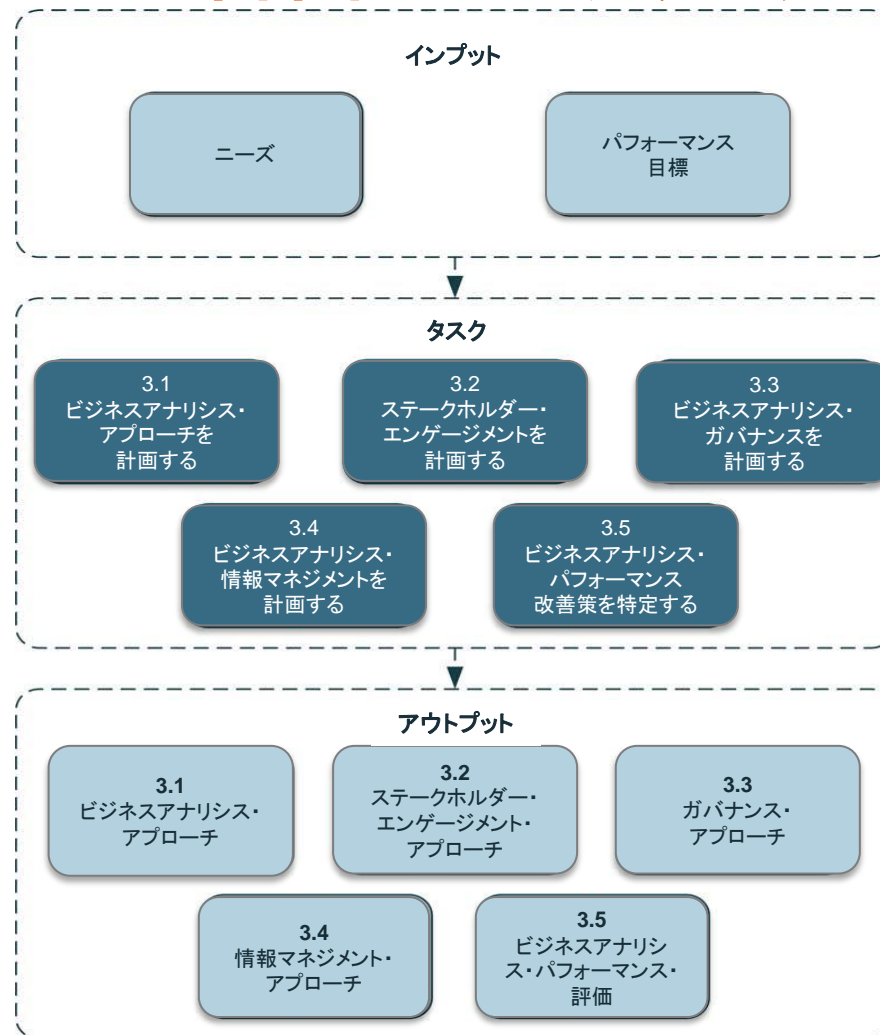 インプット
ニーズ
パフォーマンス
目標
タスク
3.1
ビジネスアナリシス・
アプローチを
計画する
3.2
ステークホルダー・
エンゲージメントを
計画する
3.3
ビジネスアナリシス・
ガバナンスを
計画する
3.4
ビジネスアナリシス・
情報マネジメントを
計画する
3.5
ビジネスアナリシス・
パフォーマンス
改善策を特定する
アウトプット
3.1
ビジネスアナリシス・
アプローチ
3.2
ステークホルダー・
エンゲージメント・
アプローチ
3.3
ガバナンス・
アプローチ
3.4
情報マネジメント・
アプローチ
3.5
ビジネスアナリシ
ス・パフォーマンス・
評価